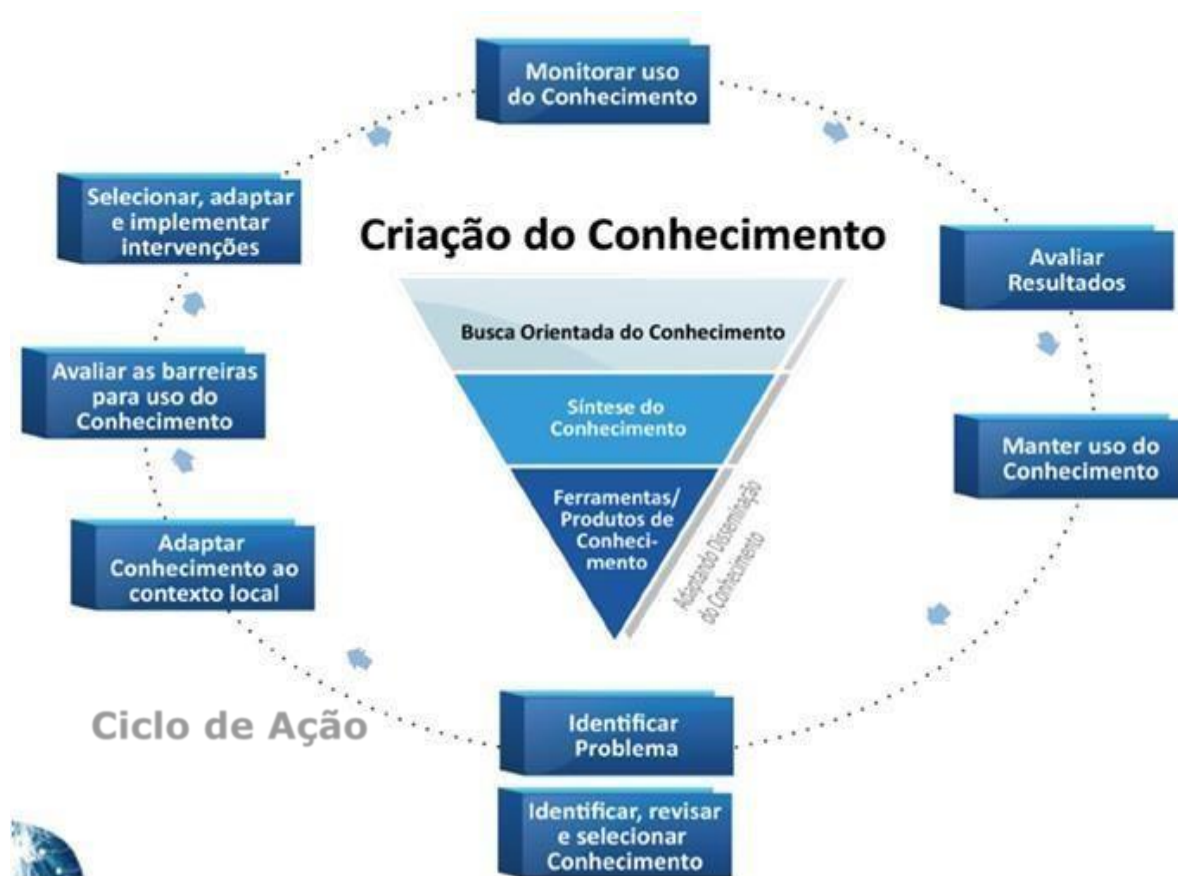 Monitorar uso
do Conhecimento
Selecionar, adaptar
e implementar
intervenções
Criação do Conhecimento
Avaliar
Resultados
Busca Orientada do Conhecimento
Avaliar as barreiras
para uso do
Conhecimento
Síntese do
Conhecimento
Manter uso do
Conhecimento
Ferramentas/
Produtos de
Conheci-
mento
Adaptando Disseminação
do Conhecimento
Adaptar
Conhecimento ao
contexto local
Ciclo de Ação
Identificar
Problema
Identificar, revisar
e selecionar
Conhecimento